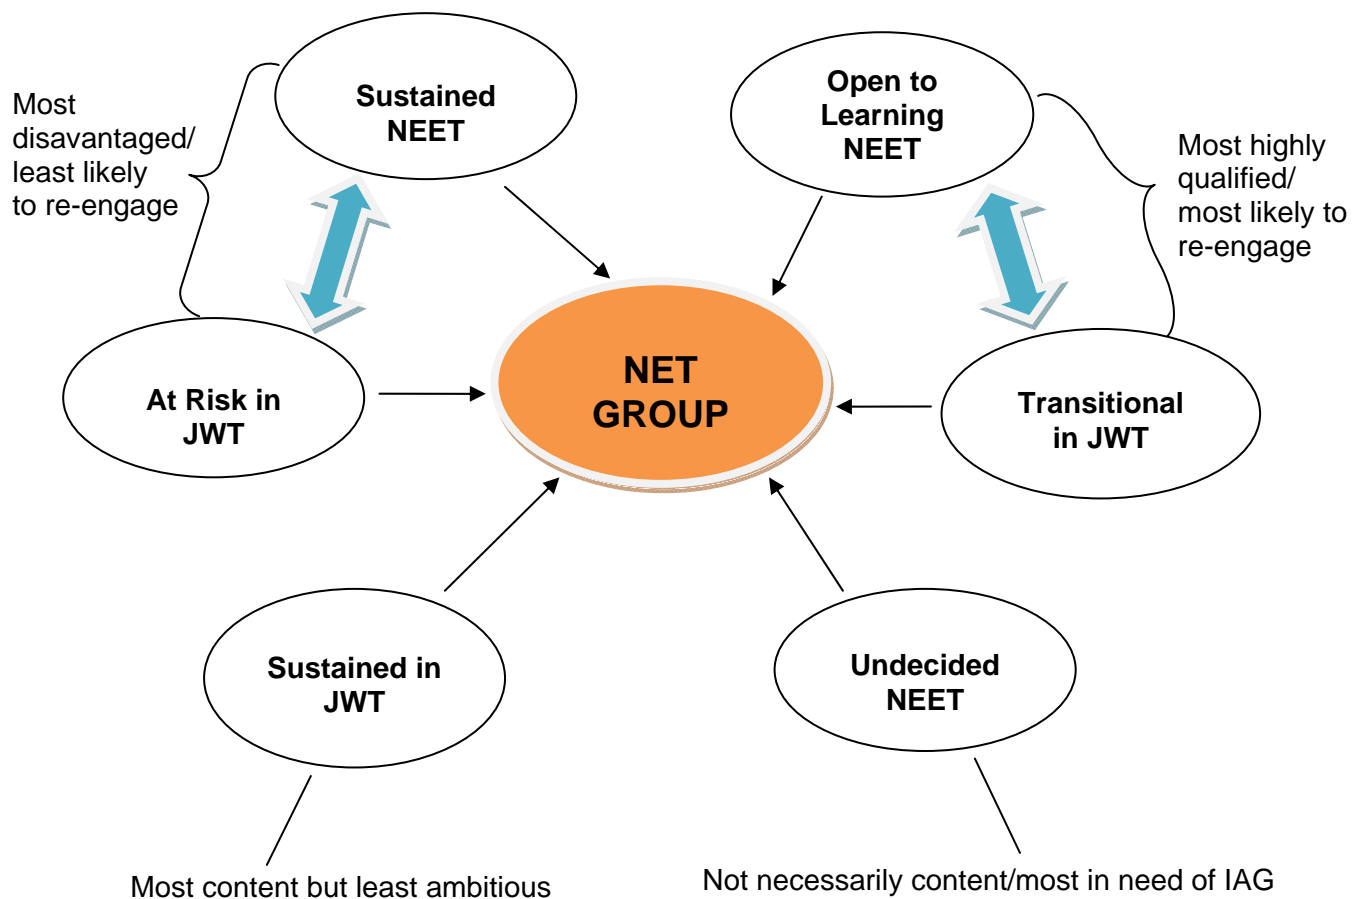 Most
disavantaged/
least likely
to re-engage
Sustained
NEET
Open to
Learning
NEET
Most highly
qualified/
most likely to
re-engage
At Risk in
JWT
NET
GROUP
Transitional
in JWT
Sustained in
JWT
Undecided
NEET
Most content but least ambitious
Not necessarily content/most in need of IAG